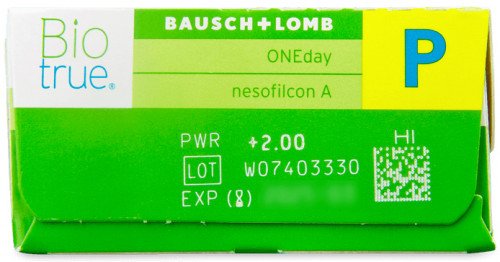 Bio
true®
BAUSCH+LOMB
ONEday
nesofilcon A
P
HI
PWR +2.00
LOT W07403330
EXP